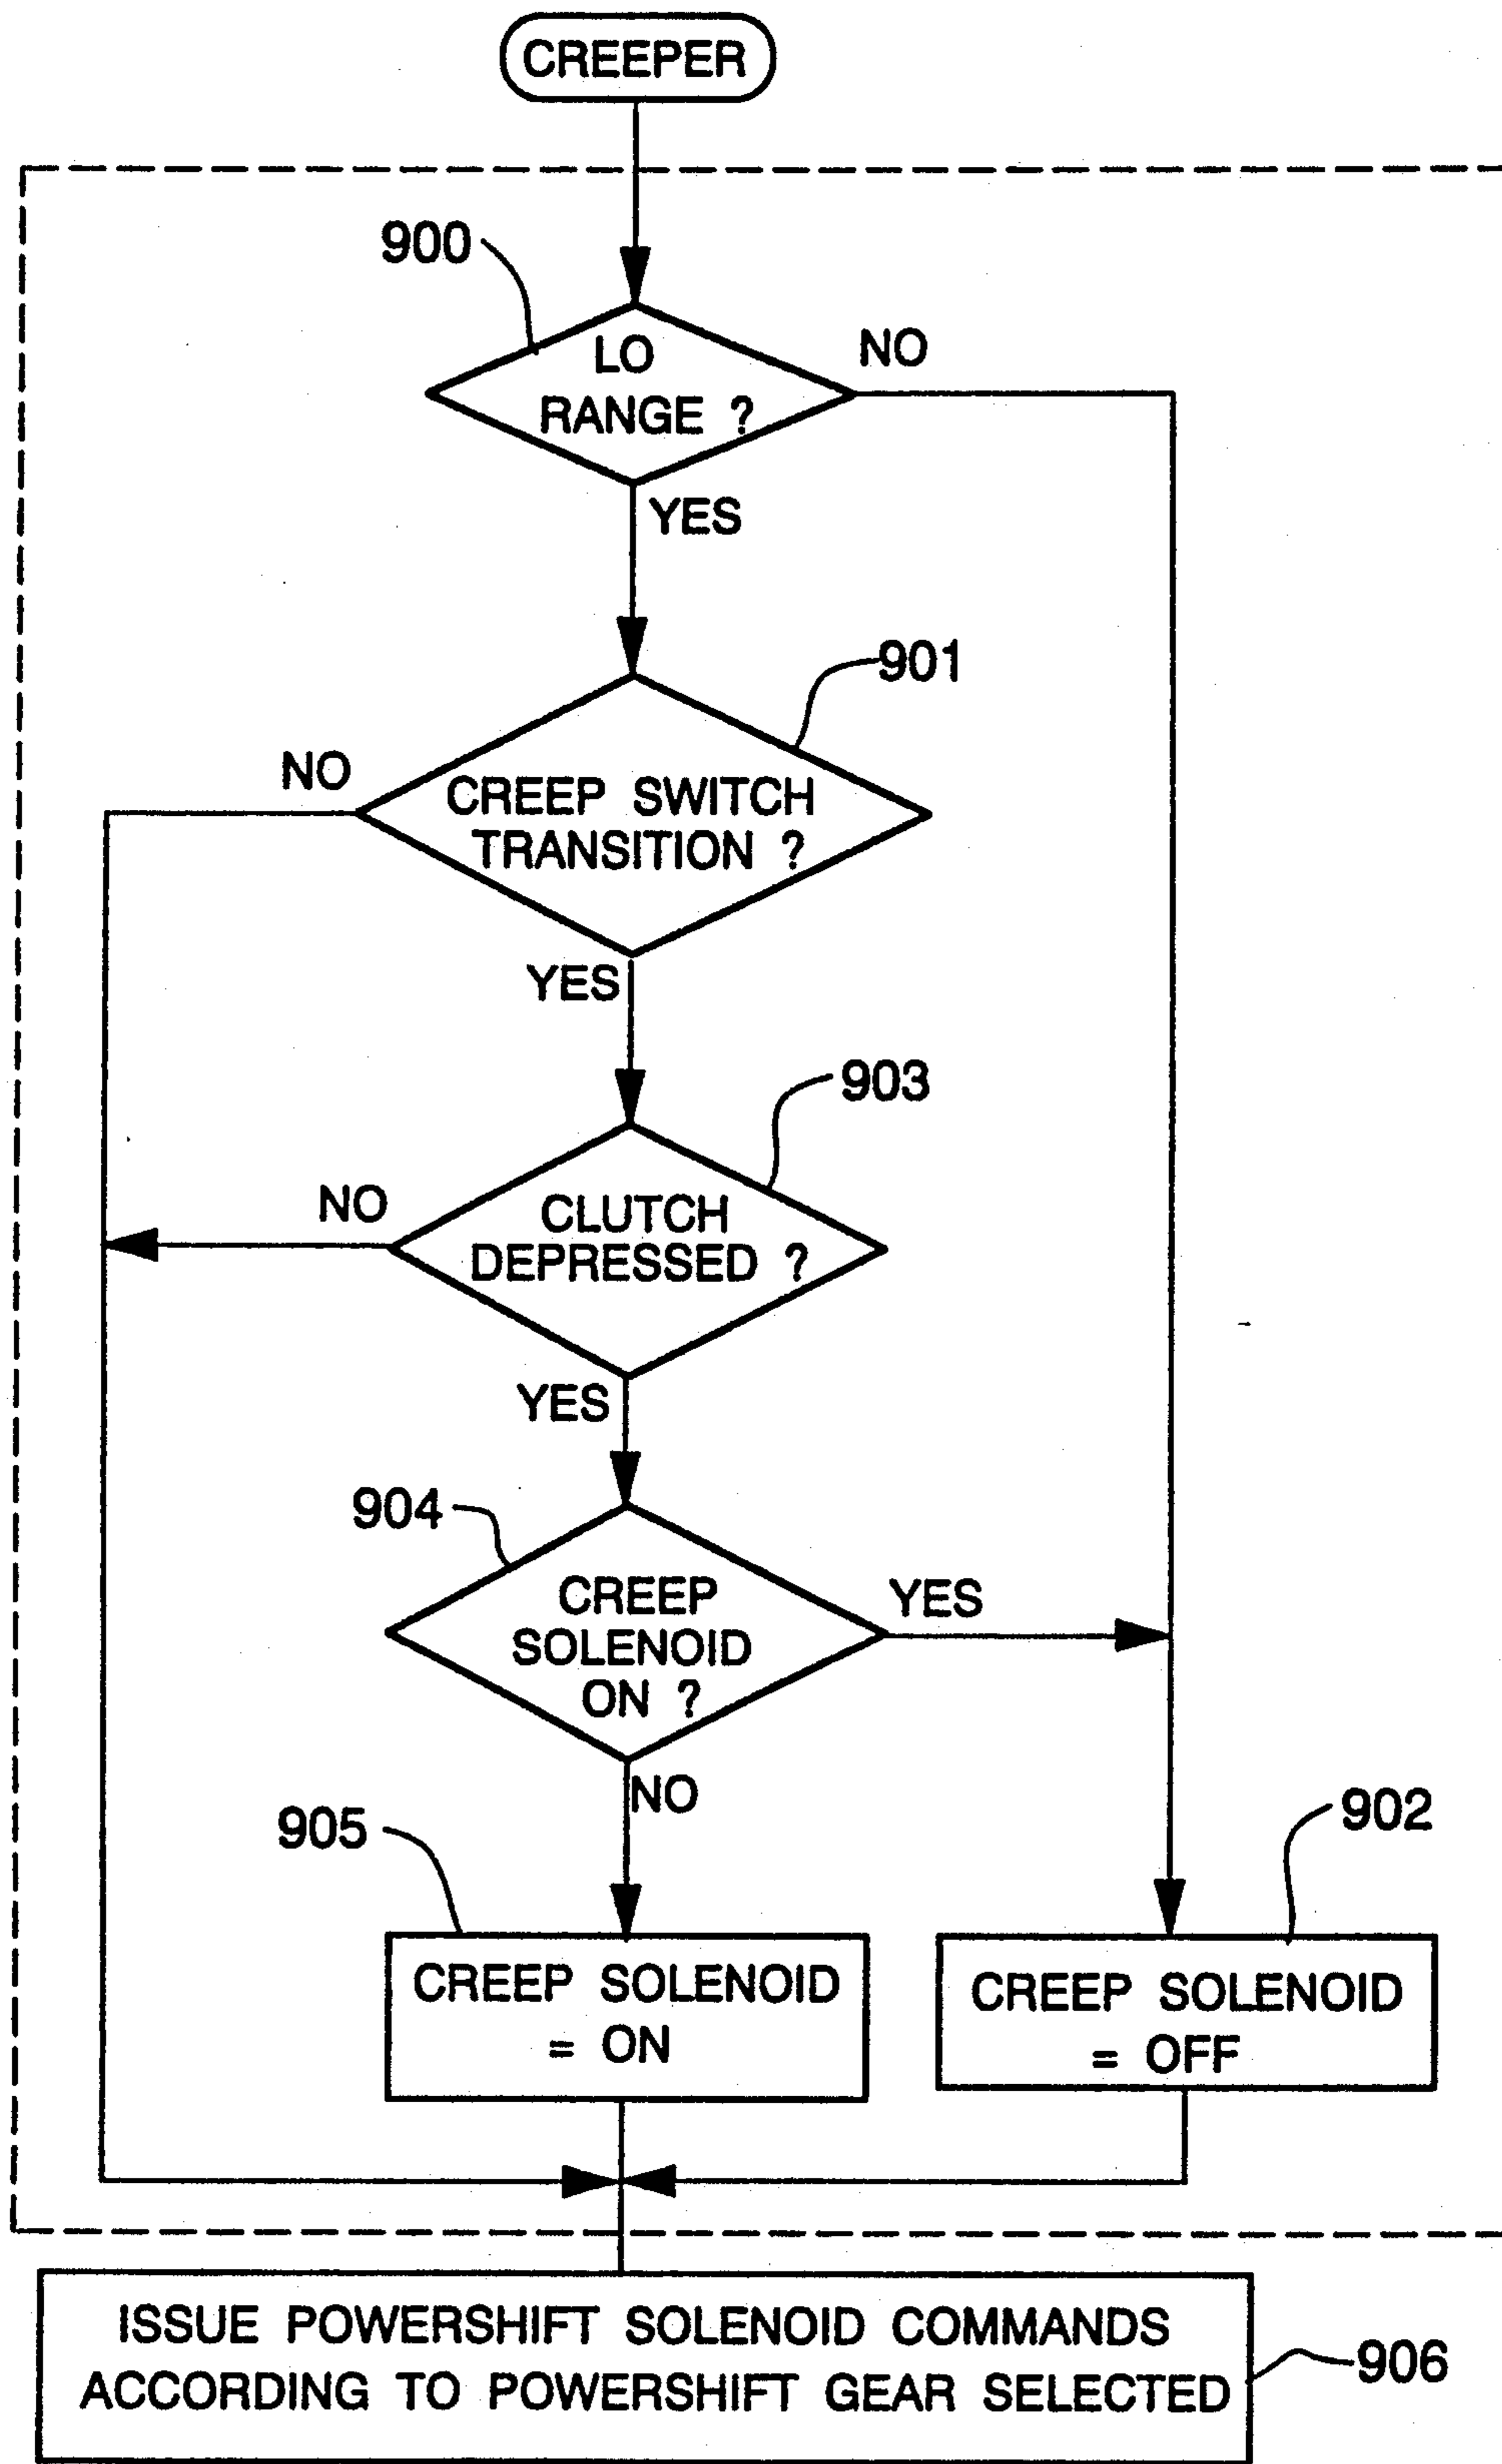 CREEPER
900
LO
RANGE ?
NO
YES
901
CREEP SWITCH
TRANSITION ?
NO
YES
903
CLUTCH
DEPRESSED ?
NO
YES
904
CREEP
SOLENOID
ON ?
YES
NO
905
CREEP SOLENOID
= ON
902
CREEP SOLENOID
= OFF
ISSUE POWERSHIFT SOLENOID COMMANDS
ACCORDING TO POWERSHIFT GEAR SELECTED
906